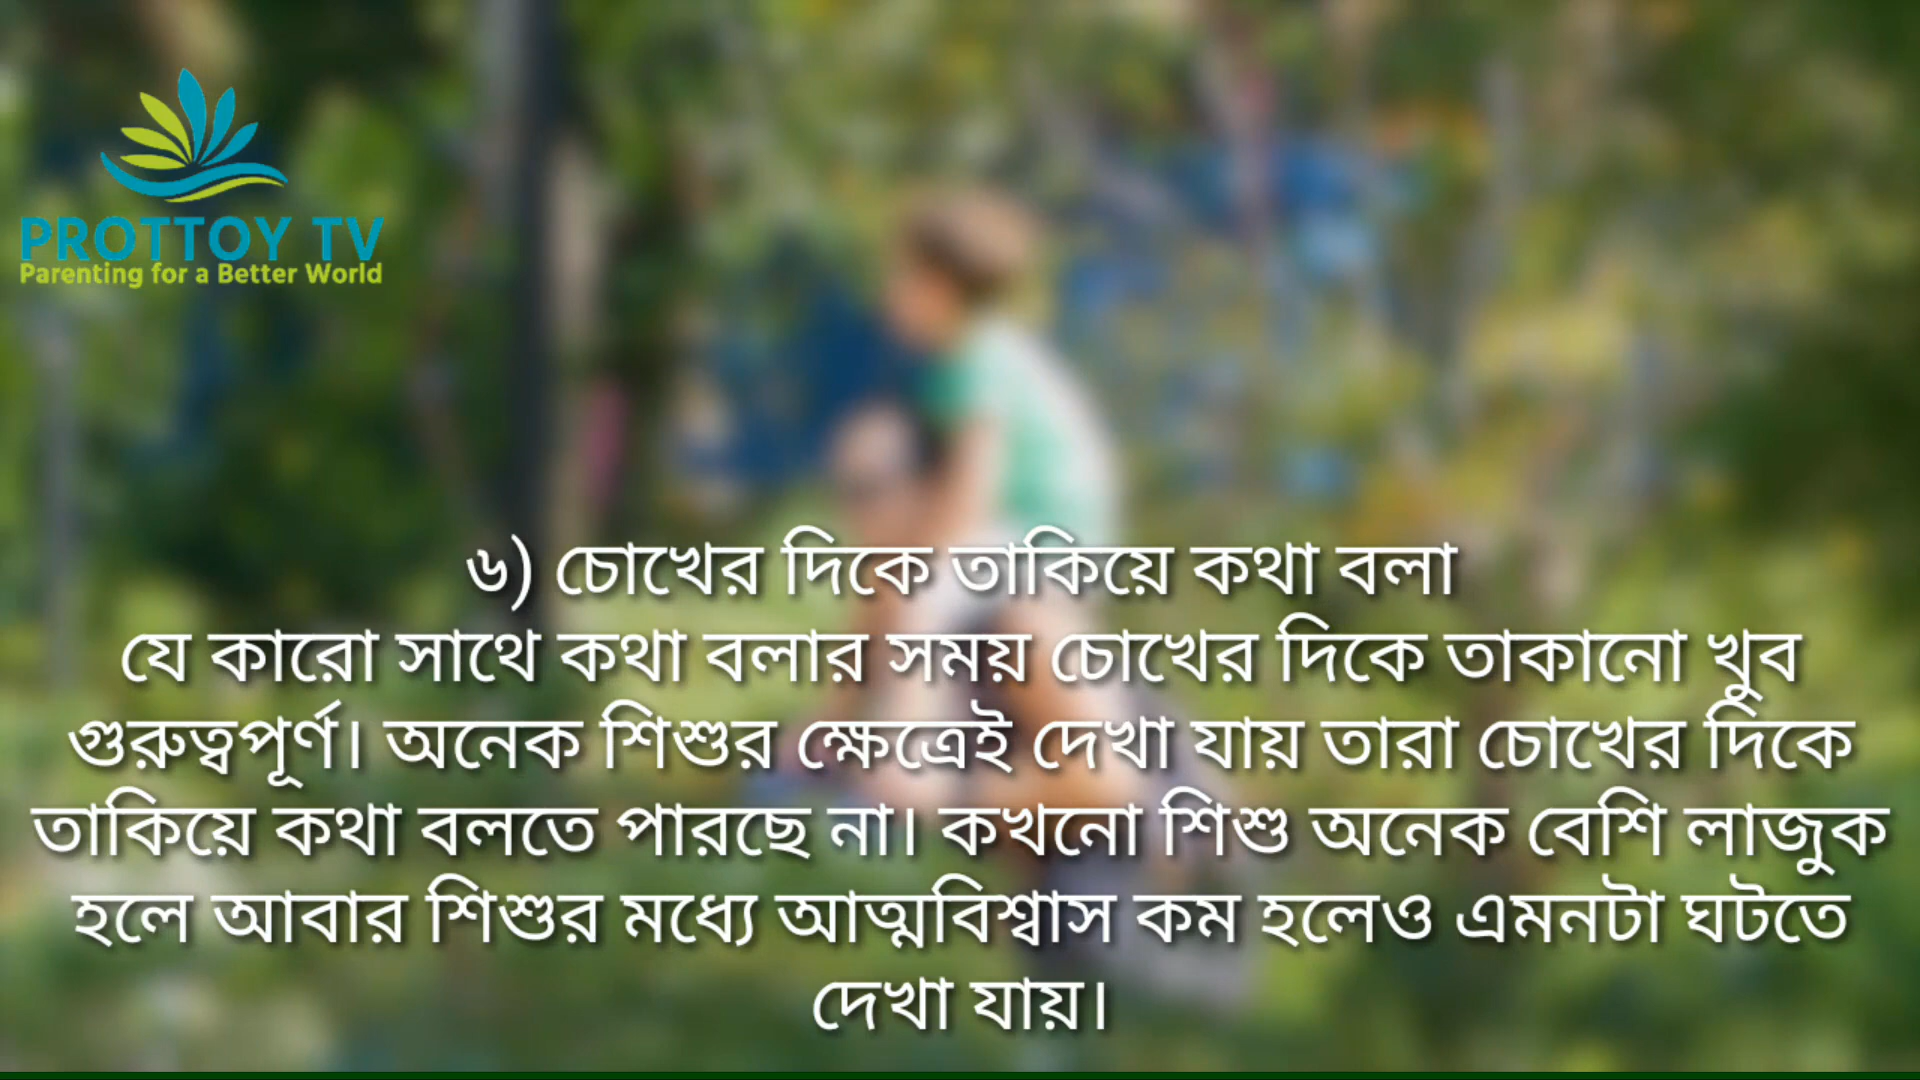 PROTTOY TV
Parenting for a Better World
৬) চোখের দিকে তাকিয়ে কথা বলা
যে কারো সাথে কথা বলার সময় চোখের দিকে তাকানো খুব
গুরুত্বপূর্ণ। অনেক শিশুর ক্ষেত্রেই দেখা যায় তারা চোখের দিকে
তাকিয়ে কথা বলতে পারছে না। কখনো শিশু অনেক বেশি লাজুক
হলে আবার শিশুর মধ্যে আত্মবিশ্বাস কম হলেও এমনটা ঘটতে
দেখা যায়।